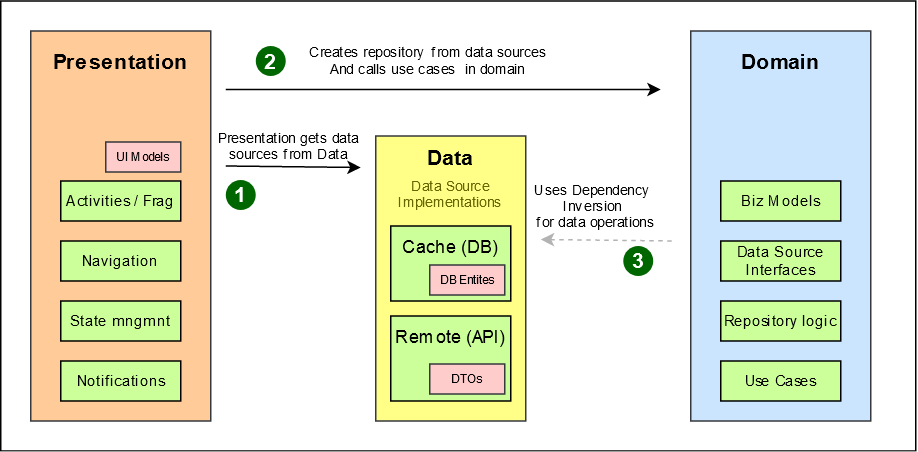 Presentation
UI Models
Activities / Frag
Navigation
State mngmnt
Notifications
2
Creates repository from data sources
And calls use cases in domain
Presentation gets data
sources from Data
1
Data
Data Source
Implementations
Cache (DB)
DB Entites
Remote (API)
DTOs
Uses Dependency
Inversion
for data operations
3
Domain
Biz Models
Data Source
Interfaces
Repository logic
Use Cases